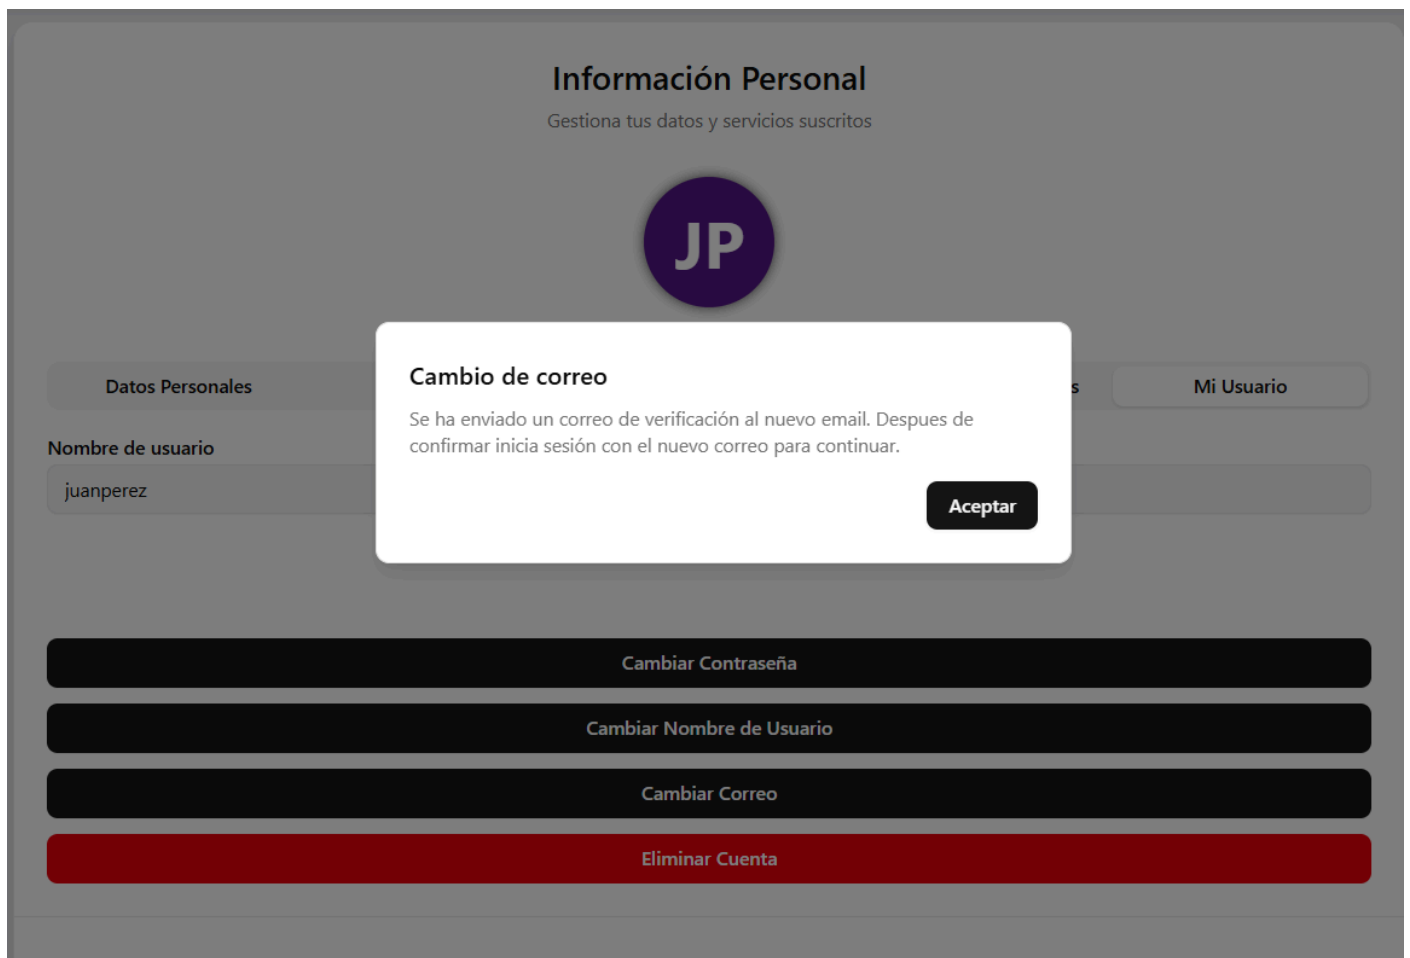 Información Personal
Gestiona tus datos y servicios suscritos
JP
Cambio de correo
Se ha enviado un correo de verificación al nuevo email. Despues de
confirmar inicia sesión con el nuevo correo para continuar.
Aceptar
Datos Personales
Mi Usuario
Nombre de usuario
juanperez
Cambiar Contraseña
Cambiar Nombre de Usuario
Cambiar Correo
Eliminar Cuenta